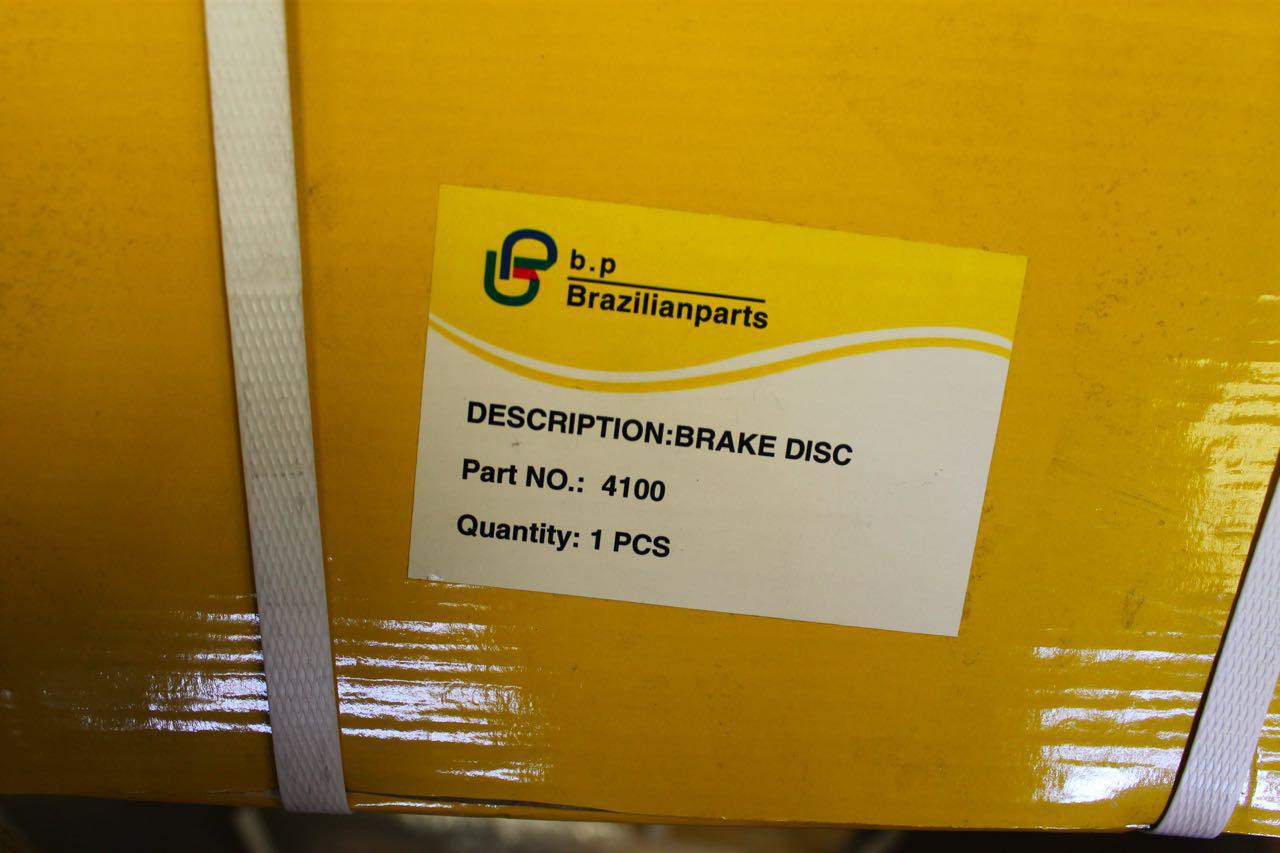 b.p
Brazilianparts
DESCRIPTION:BRAKE DISC
Part NO.: 4100
Quantity: 1 PCS